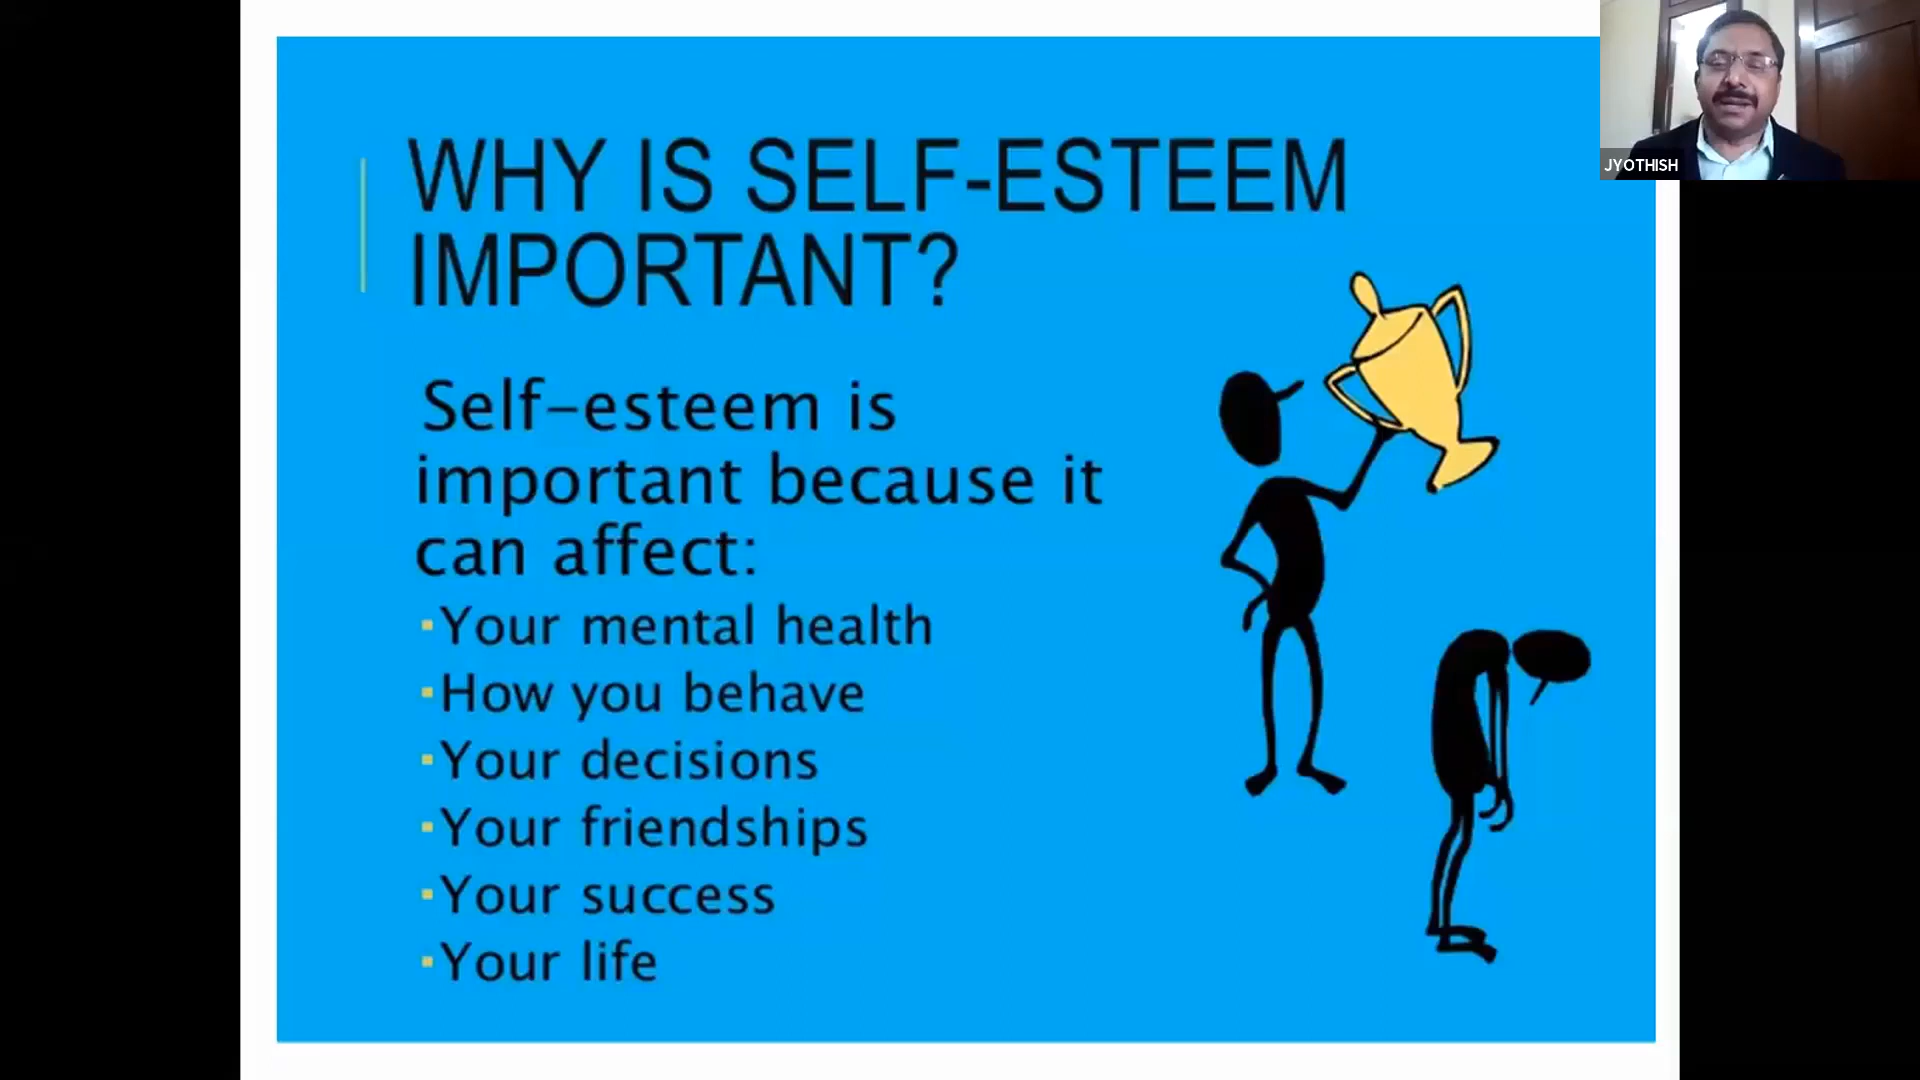 WHY IS SELF-ESTEEM
IMPORTANT?
Self-esteem is
important because it
can affect:
▪Your mental health
▪How you behave
▪Your decisions
▪Your friendships
▪Your success
▪Your life
JYOTHISH